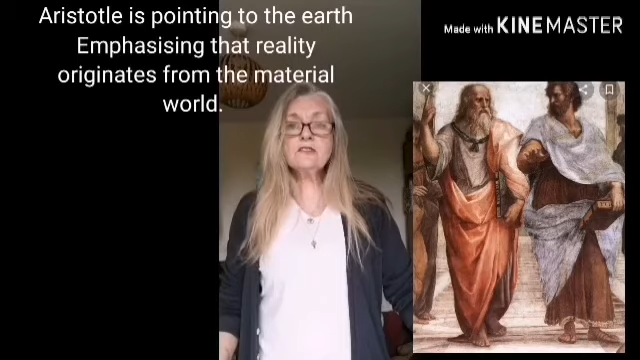 Aristotle is pointing to the earth
Emphasising that reality
originates from the material
world.
Made with KINEMASTER